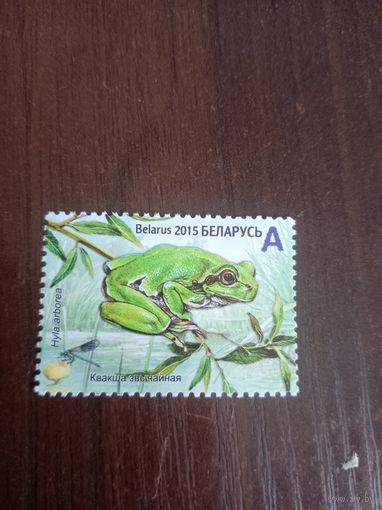 Belarus 2015 БЕЛАРУСЬ A
Hyla arborea
Квакша звычайная